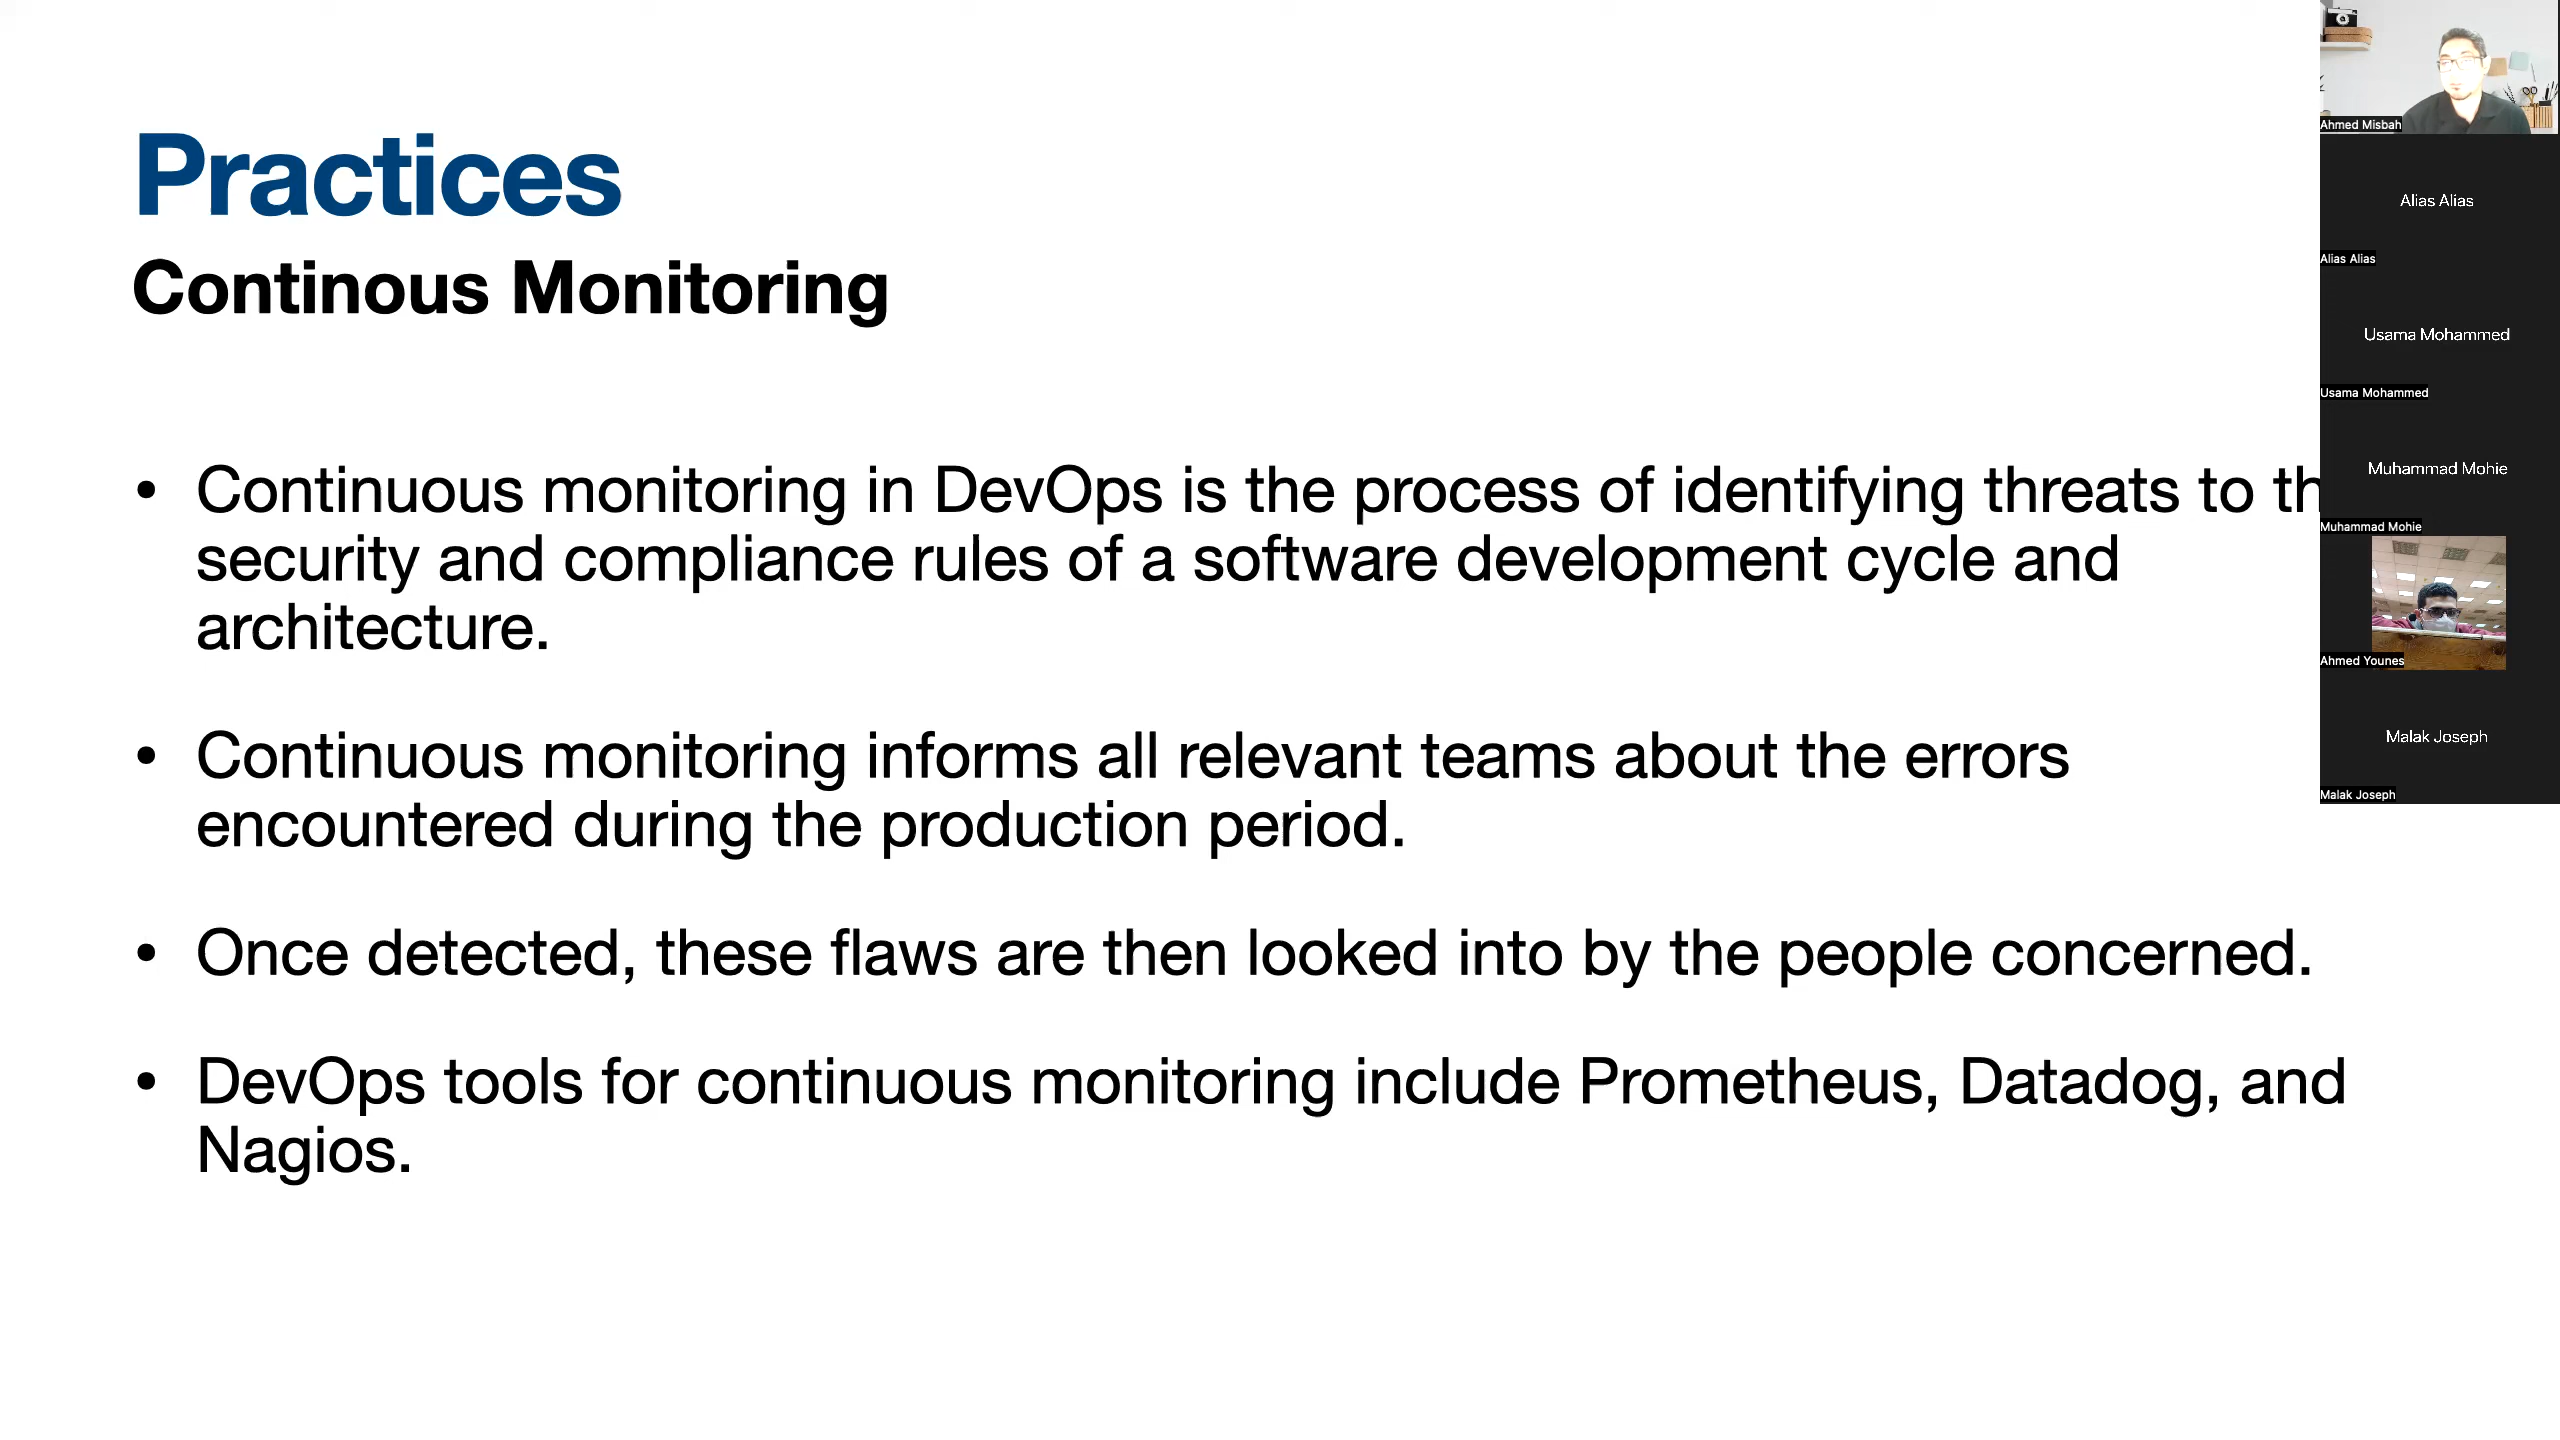 Practices
Continous Monitoring
• Continuous monitoring in DevOps is the process of identifying threats to
security and compliance rules of a software development cycle and
architecture.
• Continuous monitoring informs all relevant teams about the errors
encountered during the production period.
• Once detected, these flaws are then looked into by the people concerned.
• DevOps tools for continuous monitoring include Prometheus, Datadog, and
Nagios.
Ahmed Misbah
Alias Alias
Alias Alias
Usama Mohammed
Usama Mohammed
Muhammad Mohie
Muhammad Mohie
Ahmed Younes
Malak Joseph
Malak Joseph